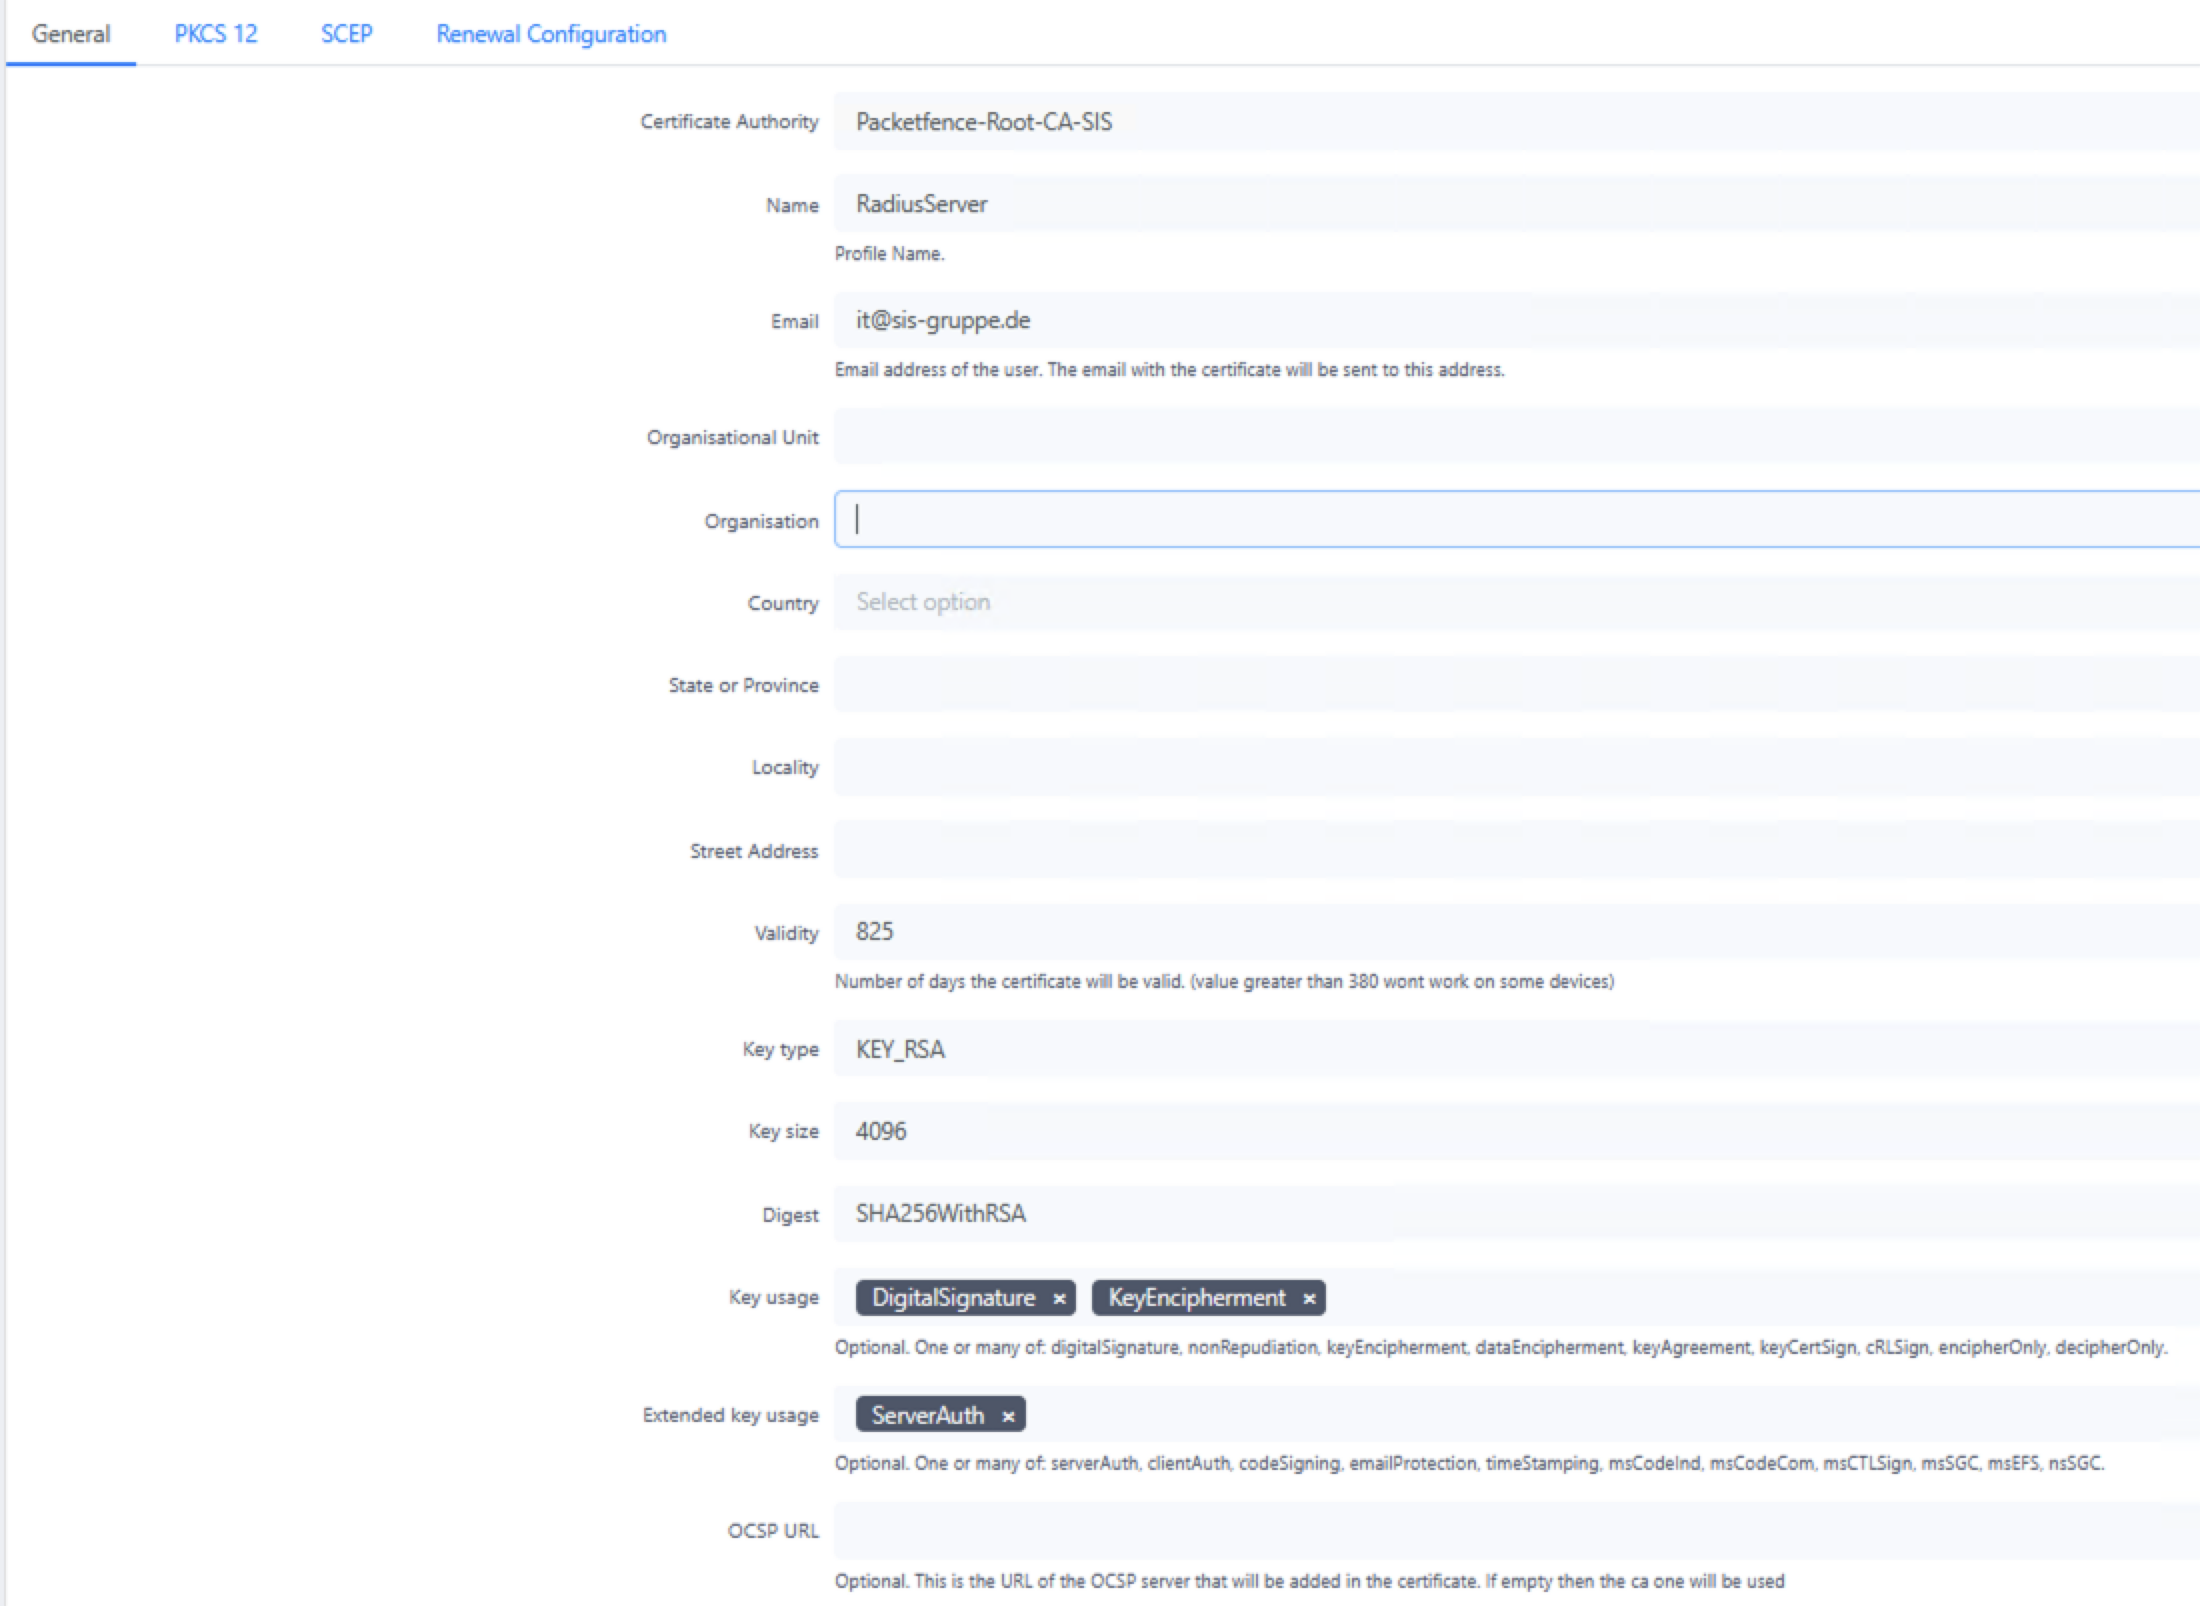 General PKCS 12 SCEP Renewal Configuration
Certificate Authority Packetfence-Root-CA-SIS
Name RadiusServer
Profile Name.
Email it@sis-gruppe.de
Email address of the user. The email with the certificate will be sent to this address.
Organisational Unit
Organisation
Country Select option
State or Province
Locality
Street Address
Validity 825
Number of days the certificate will be valid. (value greater than 380 wont work on some devices)
Key type KEY_RSA
Key size 4096
Digest SHA256WithRSA
Key usage DigitalSignature × KeyEncipherment ×
Optional. One or many of: digitalSignature, nonRepudiation, keyEncipherment, dataEncipherment, keyAgreement, keyCertSign, cRLSign, encipherOnly, decipherOnly.
Extended key usage ServerAuth ×
Optional. One or many of: serverAuth, clientAuth, codeSigning, emailProtection, timeStamping, msCodeInd, msCodeCom, msCTLSign, msSGC, msEFS, nsSGC.
OCSP URL
Optional. This is the URL of the OCSP server that will be added in the certificate. If empty then the ca one will be used